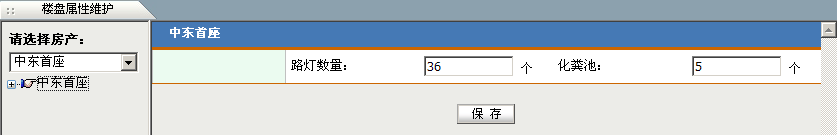 楼盘属性维护
请选择房产：
中东首座
中东首座
中东首座
路灯数量： 36 个 化粪池： 5 个
保 存